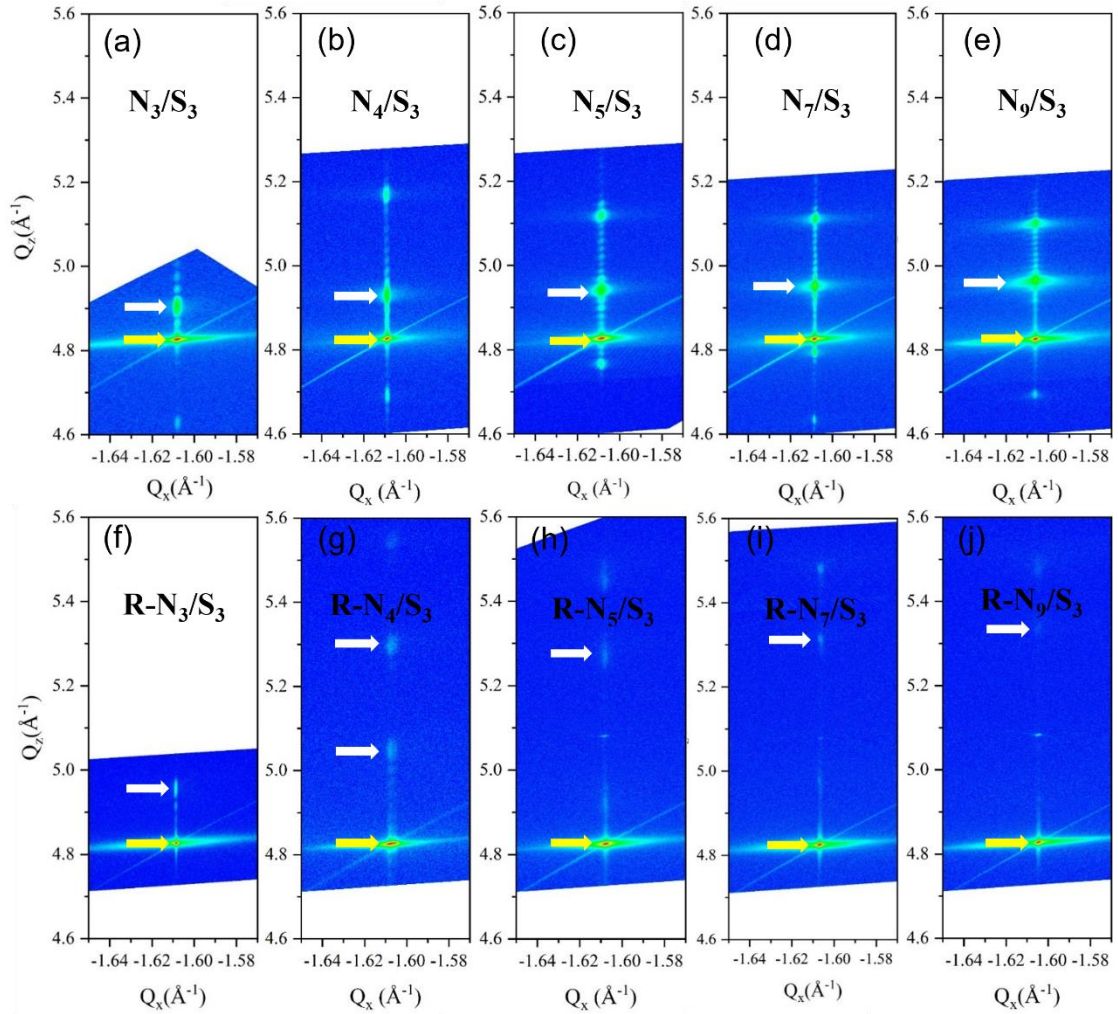 (a) (b) (c) (d) (e)
N₃/S₃ N₄/S₃ N₅/S₃ N₇/S₃ N₉/S₃
5.6 5.6 5.6 5.6 5.6
5.4 5.4 5.4 5.4 5.4
5.2 5.2 5.2 5.2 5.2
5.0 5.0 5.0 5.0 5.0
4.8 4.8 4.8 4.8 4.8
4.6 4.6 4.6 4.6 4.6
Q_z(Å⁻¹)
-1.64 -1.62 -1.60 -1.58 -1.64 -1.62 -1.60 -1.58 -1.64 -1.62 -1.60 -1.58 -1.64 -1.62 -1.60 -1.58 -1.64 -1.62 -1.60 -1.58
Q_x(Å⁻¹) Q_x (Å⁻¹) Q_x (Å⁻¹) Q_x(Å⁻¹) Q_x(Å⁻¹)
(f) (g) (h) (i) (j)
R-N₃/S₃ R-N₄/S₃ R-N₅/S₃ R-N₇/S₃ R-N₉/S₃
5.6 5.6 5.6 5.6 5.6
5.4 5.4 5.4 5.4 5.4
5.2 5.2 5.2 5.2 5.2
5.0 5.0 5.0 5.0 5.0
4.8 4.8 4.8 4.8 4.8
4.6 4.6 4.6 4.6 4.6
Q_z(Å⁻¹)
-1.64 -1.62 -1.60 -1.58 -1.64 -1.62 -1.60 -1.58 -1.64 -1.62 -1.60 -1.58 -1.64 -1.62 -1.60 -1.58 -1.64 -1.62 -1.60 -1.58
Q_x(Å⁻¹) Q_x(Å⁻¹) Q_x(Å⁻¹) Q_x(Å⁻¹) Q_x(Å⁻¹)